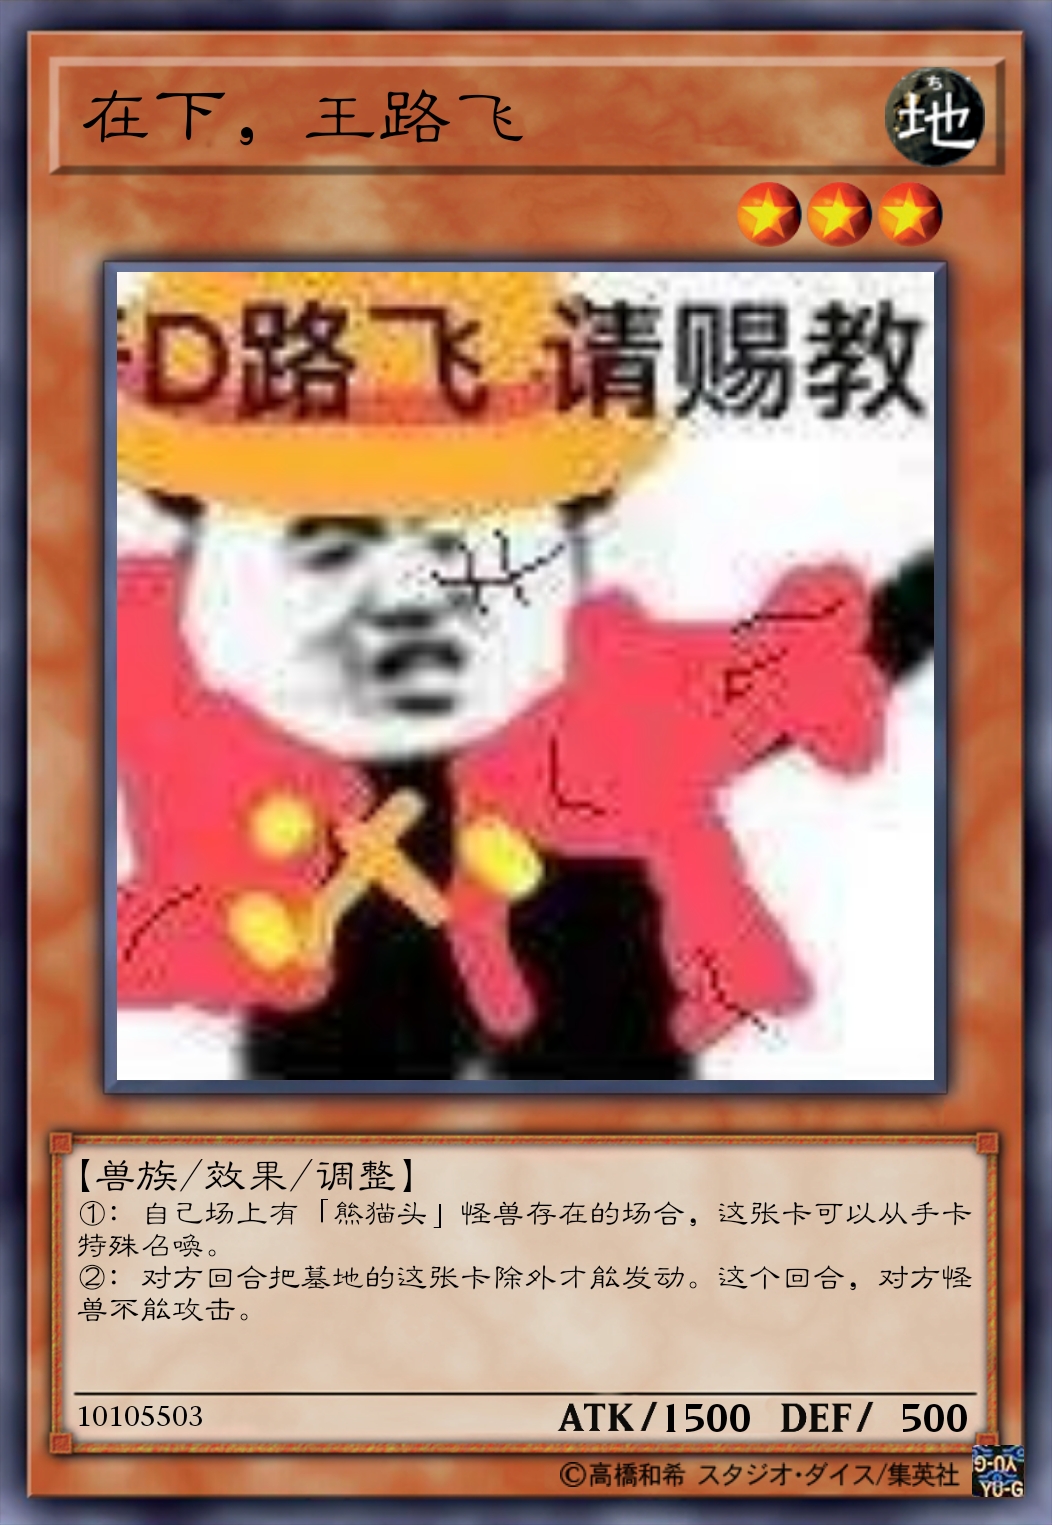 在下，王路飞
ち
地
D路飞 请赐教
【兽族/效果/调整】
①：自己场上有「熊猫头」怪兽存在的场合，这张卡可以从手卡
特殊召唤。
②：对方回合把墓地的这张卡除外才能发动。这个回合，对方怪
兽不能攻击。
10105503
ATK/1500 DEF/ 500
©高橋和希 スタジオ・ダイス/集英社